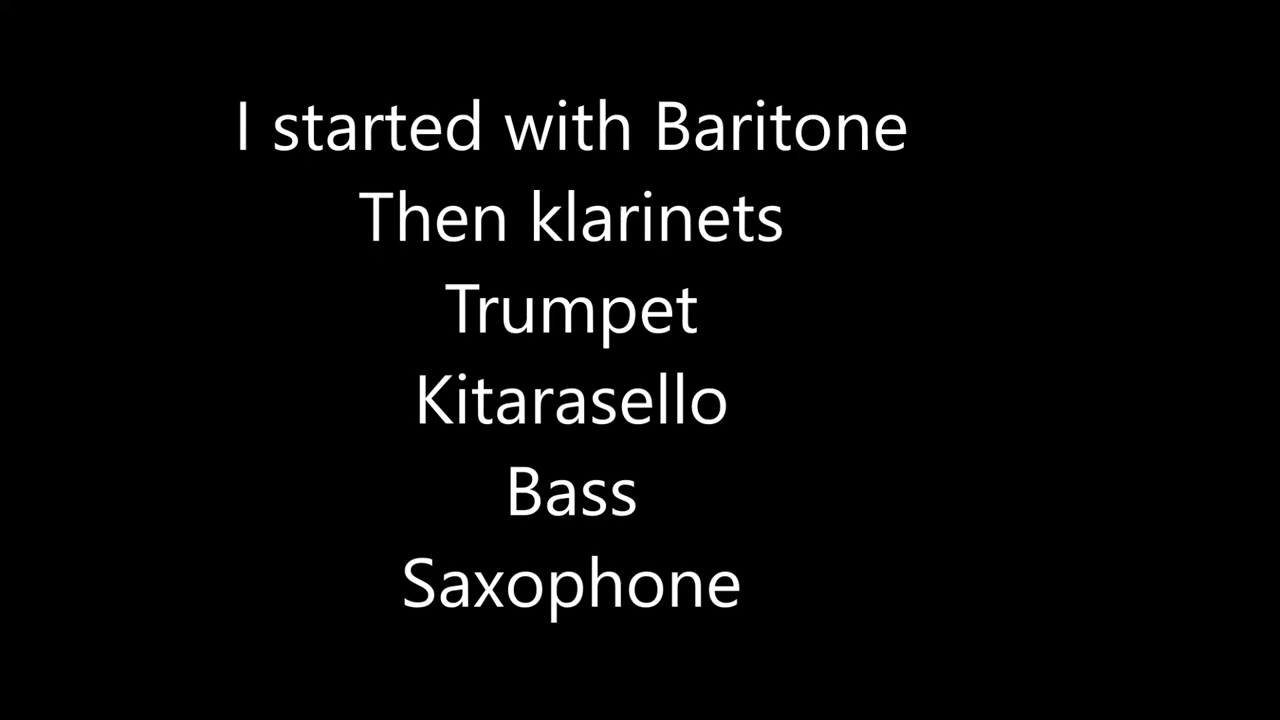 I started with Baritone
Then klarinets
Trumpet
Kitarasello
Bass
Saxophone